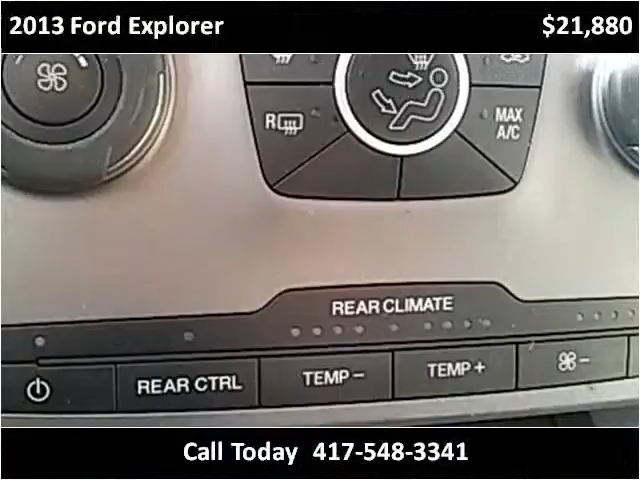 2013 Ford Explorer $21,880
R
MAX
A/C
REAR CLIMATE
REAR CTRL TEMP− TEMP+ −
Call Today 417-548-3341